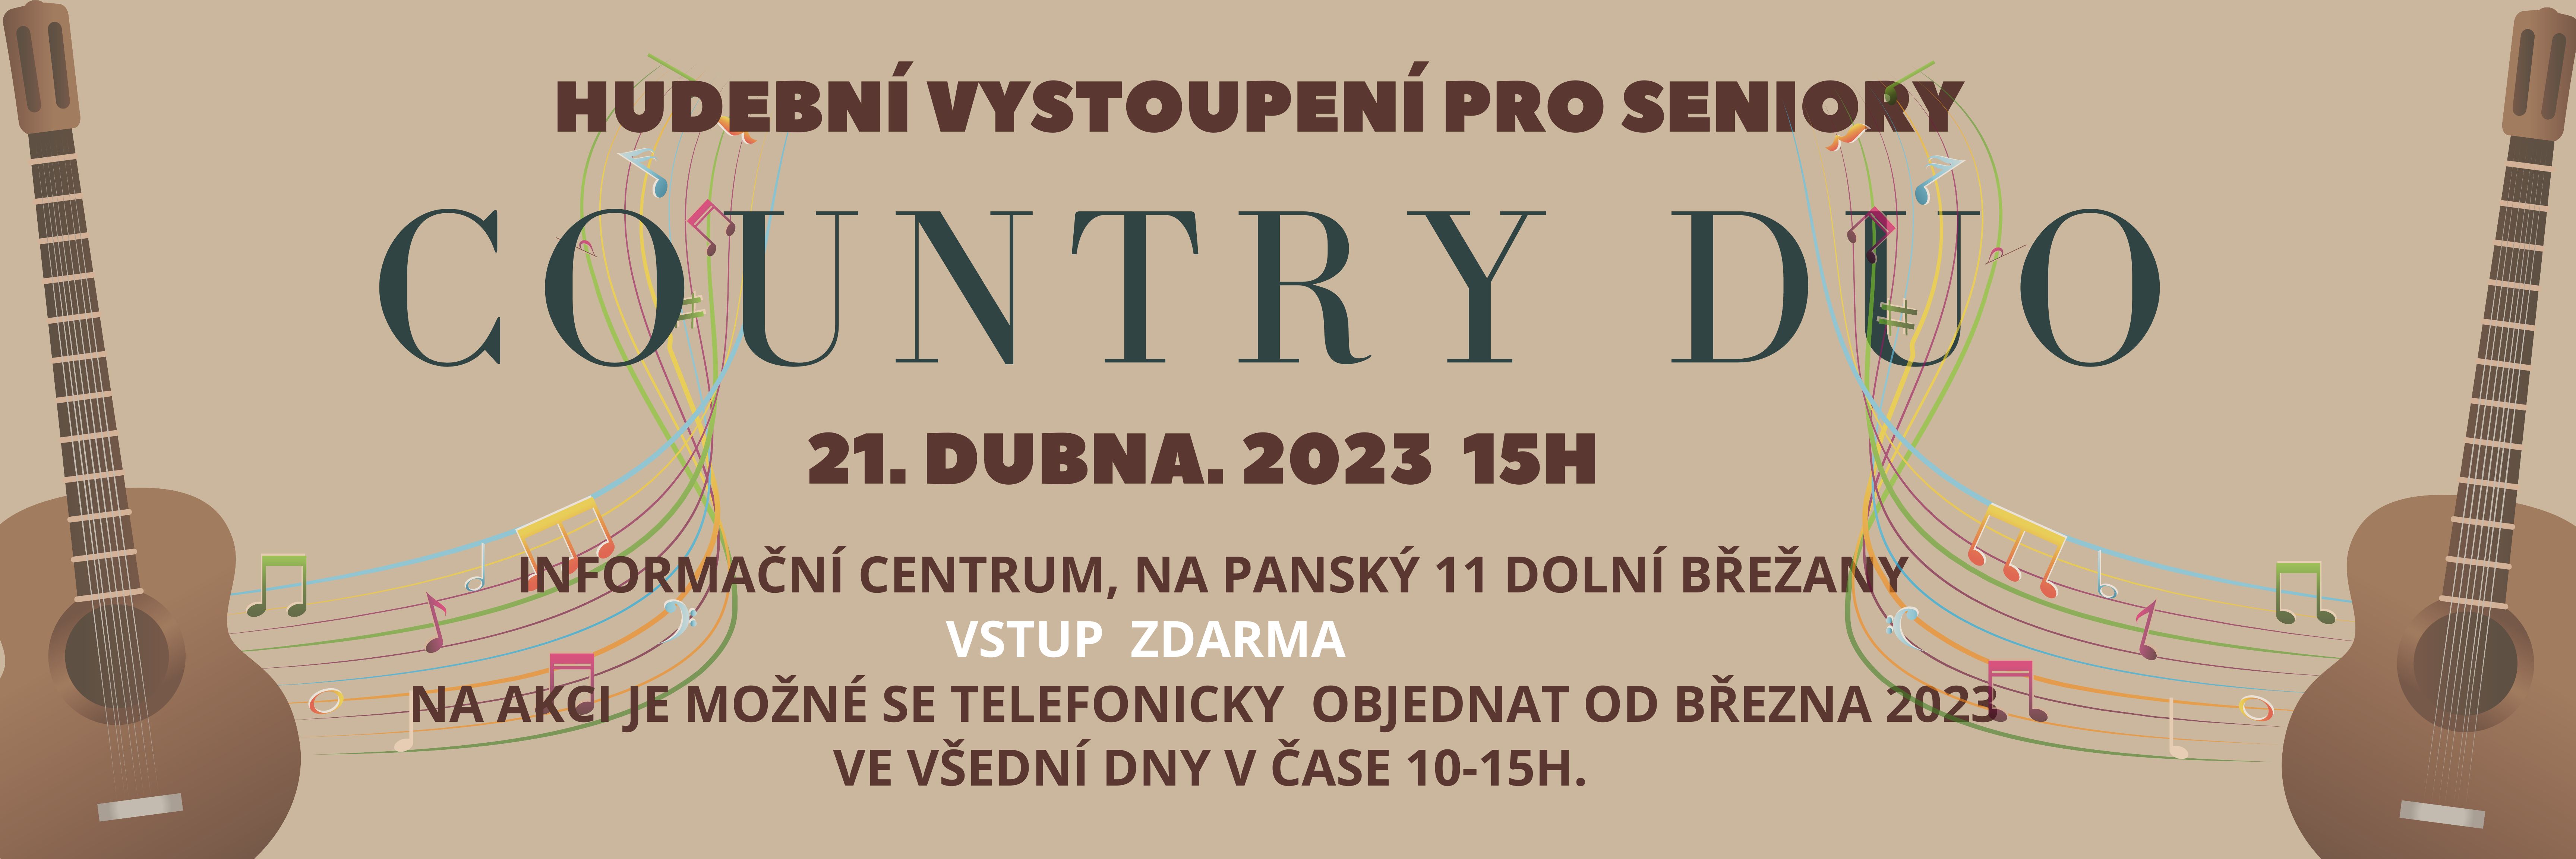 HUDEBNÍ VYSTOUPENÍ PRO SENIORY
COUNTRY DUO
21. DUBNA. 2023 15H
INFORMAČNÍ CENTRUM, NA PANSKÝ 11 DOLNÍ BŘEŽANY
VSTUP ZDARMA
NA AKCI JE MOŽNÉ SE TELEFONICKY OBJEDNAT OD BŘEZNA 2023
VE VŠEDNÍ DNY V ČASE 10-15H.